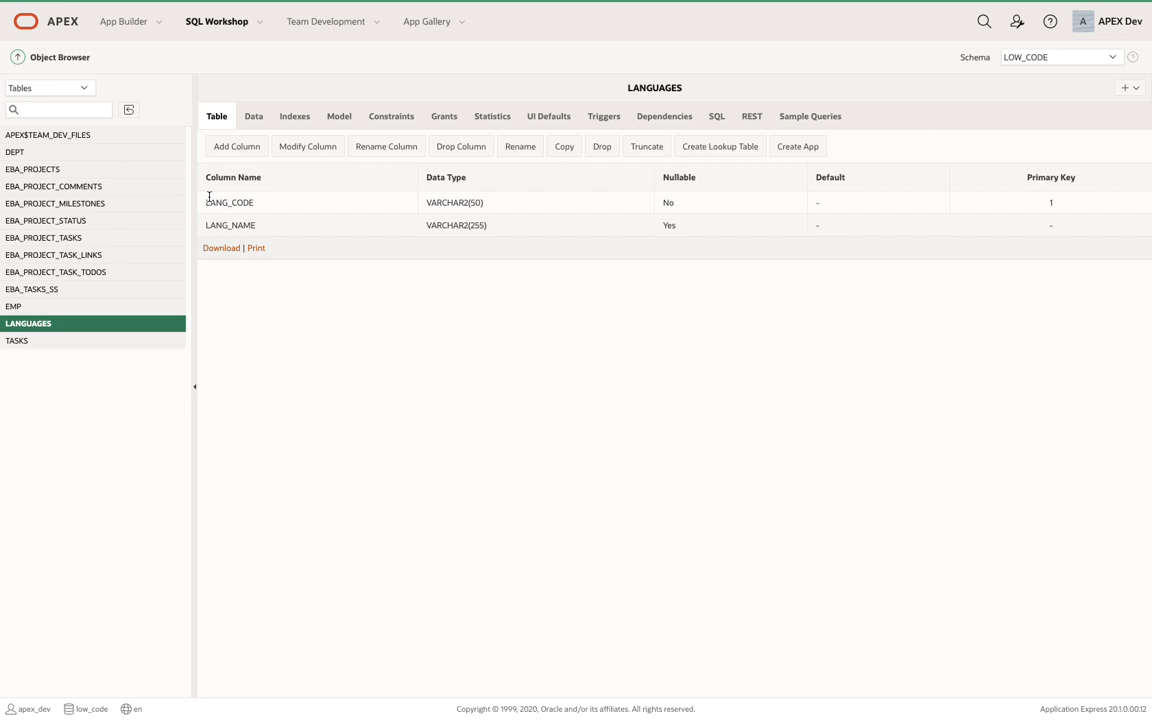 APEX App Builder SQL Workshop Team Development App Gallery A APEX Dev
Object Browser Schema LOW_CODE
Tables
LANGUAGES
Table Data Indexes Model Constraints Grants Statistics UI Defaults Triggers Dependencies SQL REST Sample Queries
APEX$TEAM_DEV_FILES
DEPT
EBA_PROJECTS
EBA_PROJECT_COMMENTS
EBA_PROJECT_MILESTONES
EBA_PROJECT_STATUS
EBA_PROJECT_TASKS
EBA_PROJECT_TASK_LINKS
EBA_PROJECT_TASK_TODOS
EBA_TASKS_SS
EMP
LANGUAGES
TASKS
Add Column Modify Column Rename Column Drop Column Rename Copy Drop Truncate Create Lookup Table Create App
Column Name Data Type Nullable Default Primary Key
LANG_CODE VARCHAR2(50) No - 1
LANG_NAME VARCHAR2(255) Yes - -
Download | Print
apex_dev low_code en Copyright © 1999, 2020, Oracle and/or its affiliates. All rights reserved. Application Express 20.1.0.00.12